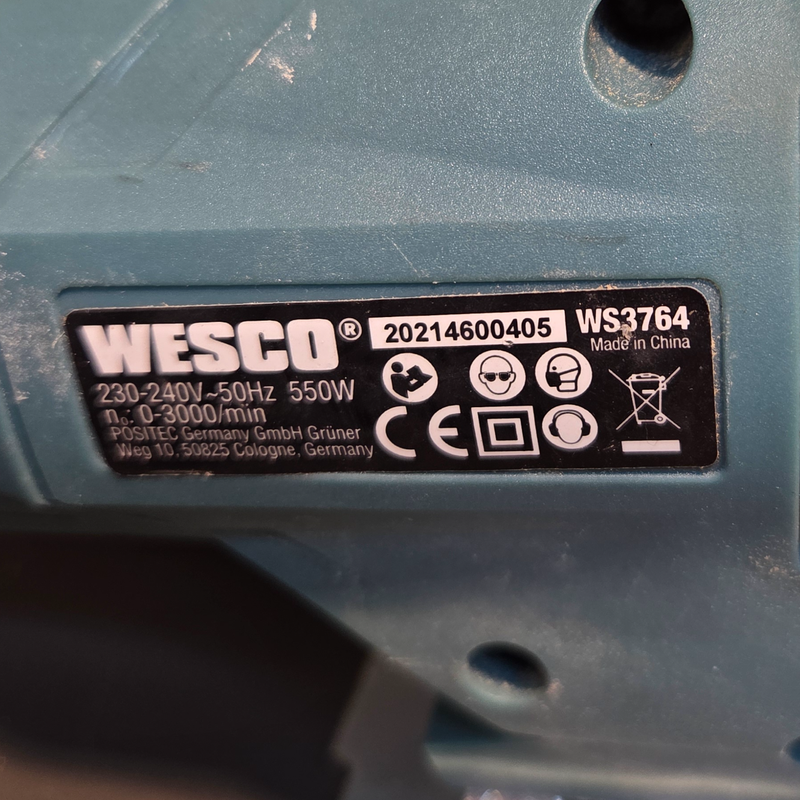 WESCO® 20214600405 WS3764
Made in China
230-240V~50Hz 550W
n₀: 0-3000/min
POSITEC Germany GmbH Grüner
Weg 10, 50825 Cologne, Germany
CE